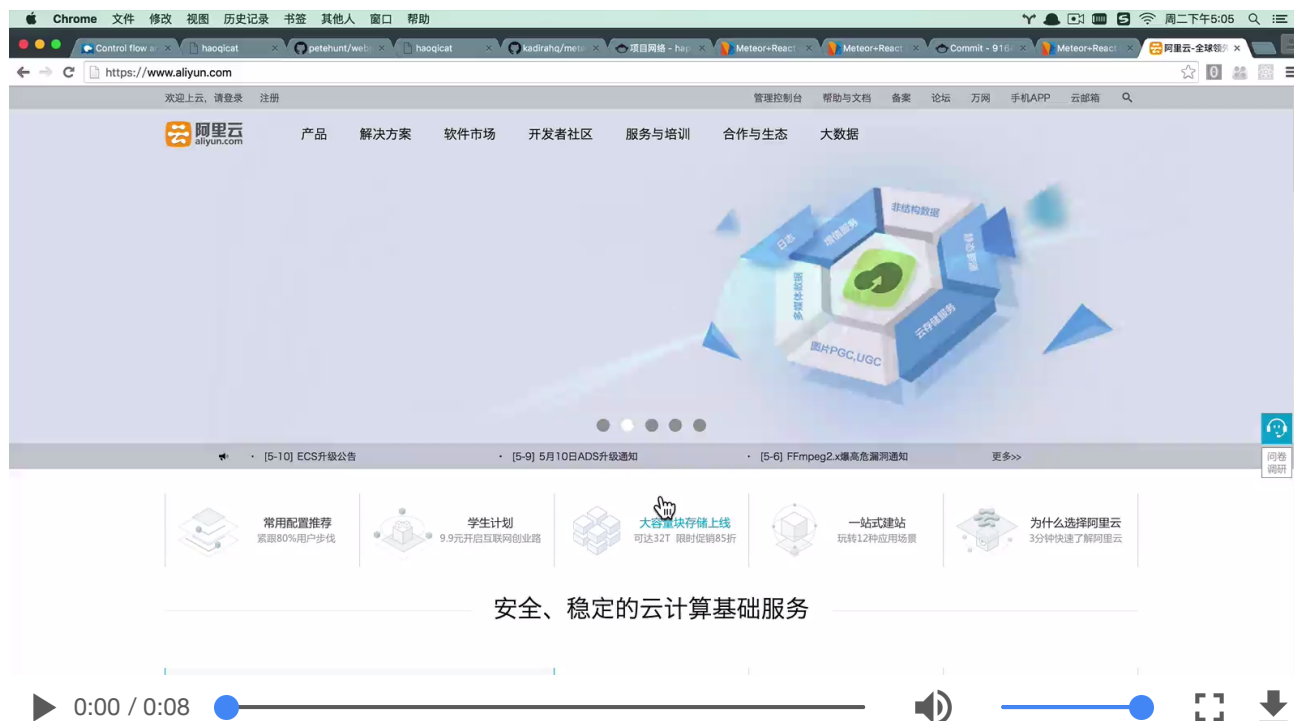 Chrome 文件 修改 视图 历史记录 书签 其他人 窗口 帮助 周二下午5:05
Control flow an haoqicat petehunt/web haoqicat kadirahq/met 项目网络 - hap Meteor+React Meteor+React Commit - 916 Meteor+React 阿里云-全球领先
https://www.aliyun.com
欢迎上云，请登录 注册 管理控制台 帮助与文档 备案 论坛 万网 手机APP 云邮箱
阿里云 产品 解决方案 软件市场 开发者社区 服务与培训 合作与生态 大数据
aliyun.com
非结构数据
增值服务
日志
多媒体数据
云存储服务
图片PGC,UGC
· [5-10] ECS升级公告 · [5-9] 5月10日ADS升级通知 · [5-6] FFmpeg2.x爆高危漏洞通知 更多>>
问卷
调研
常用配置推荐 学生计划 大容量块存储上线 一站式建站 为什么选择阿里云
紧跟80%用户步伐 9.9元开启互联网创业路 可达32T 限时促销85折 玩转12种应用场景 3分钟快速了解阿里云
安全、稳定的云计算基础服务
0:00 / 0:08